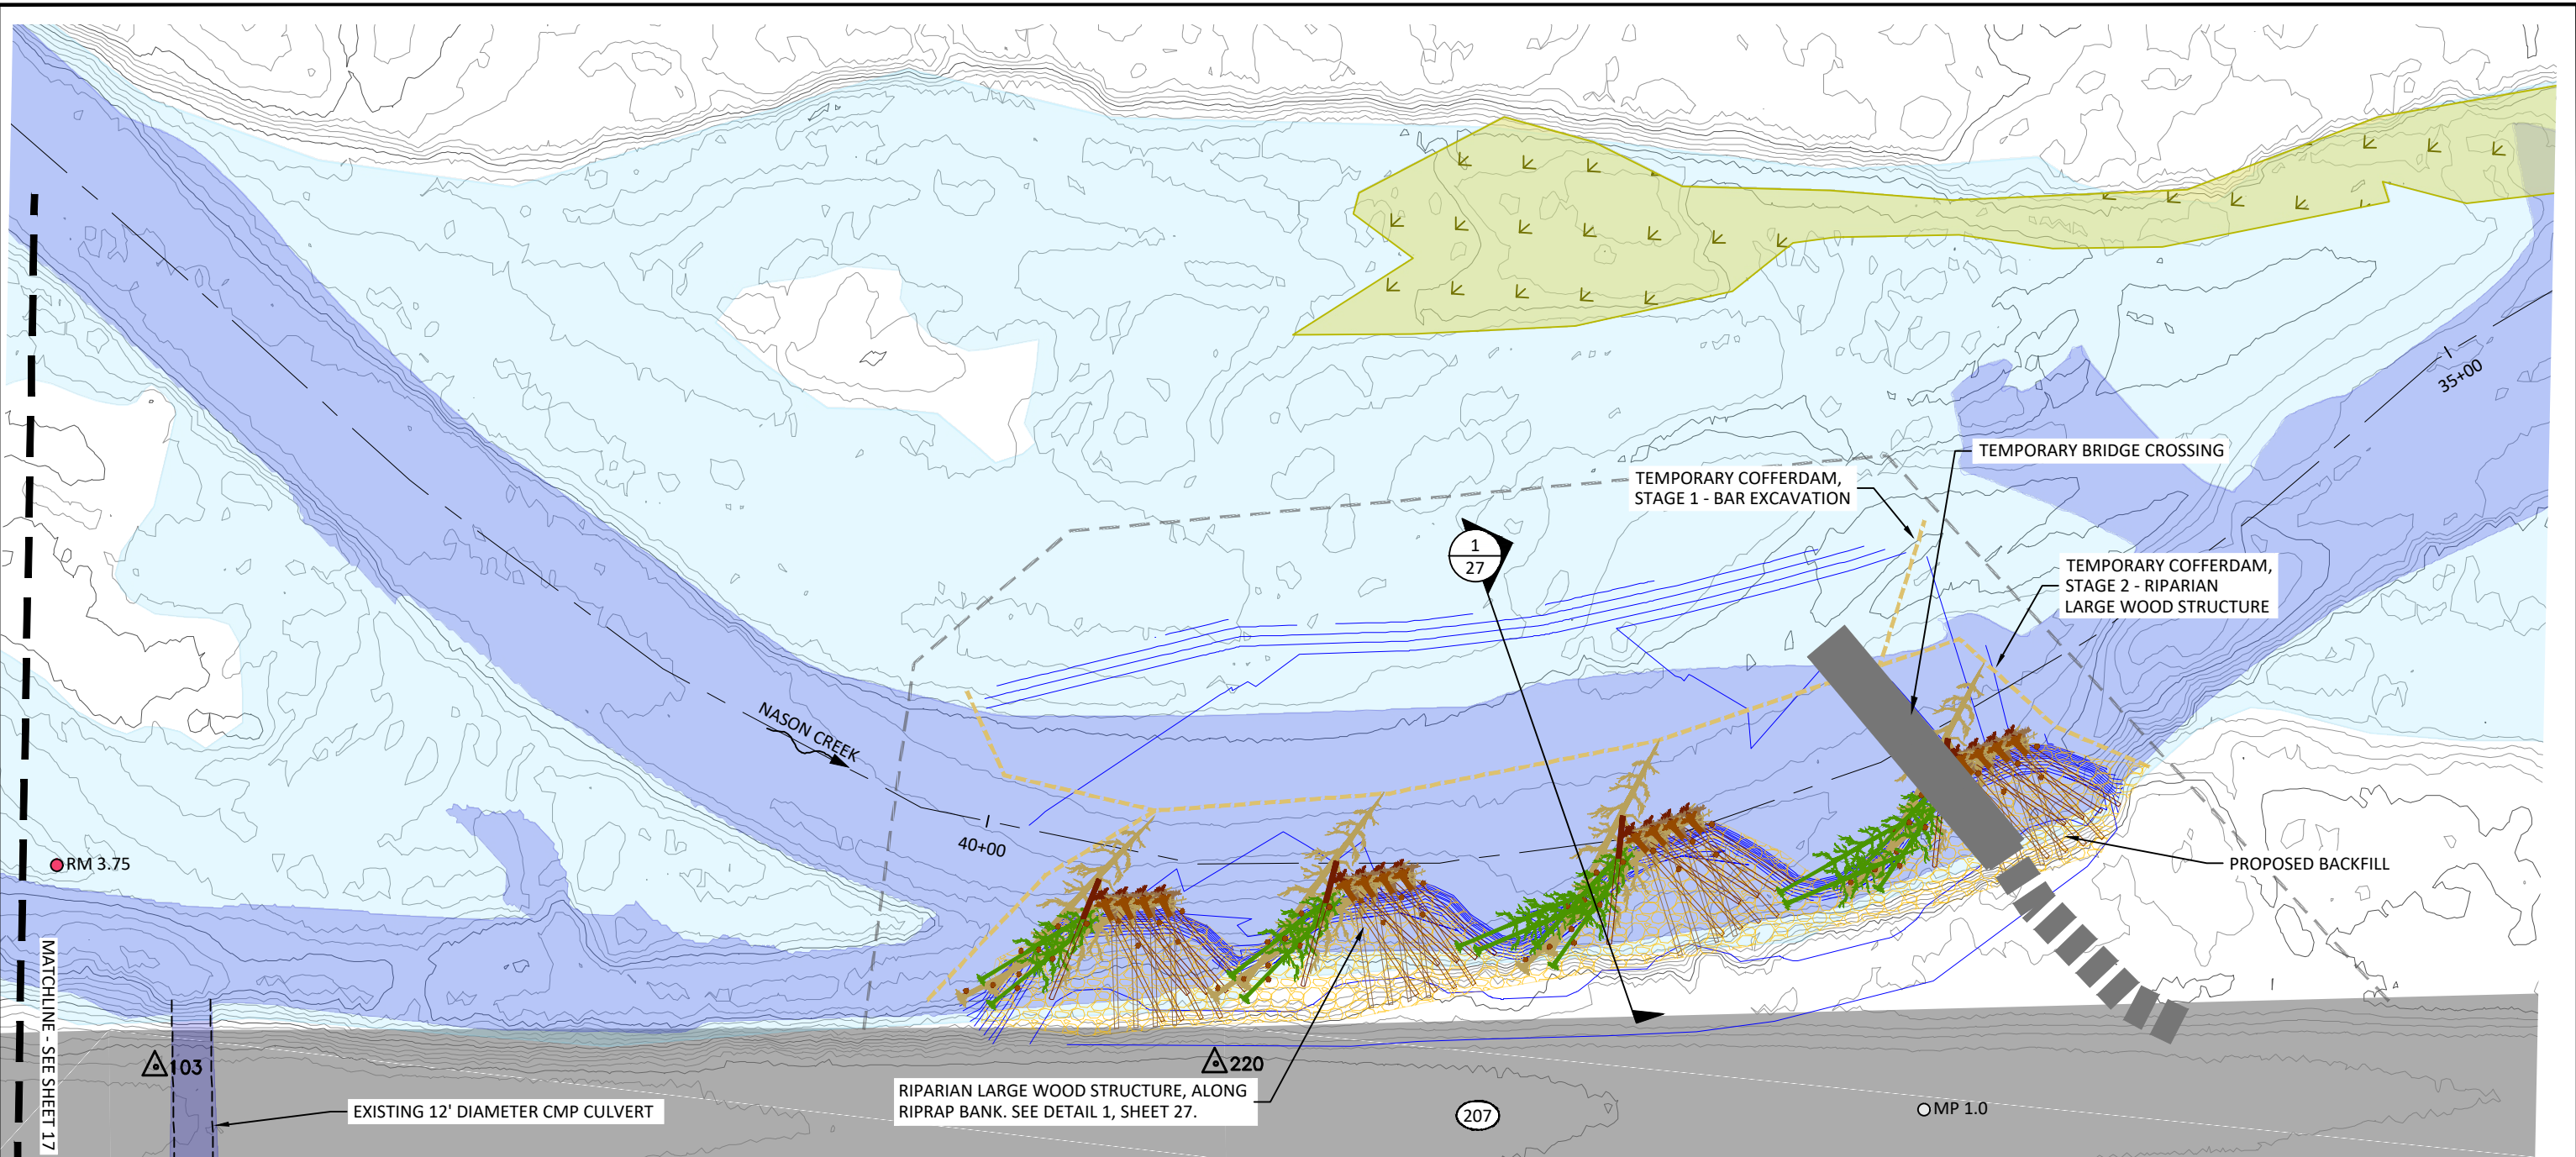 TEMPORARY BRIDGE CROSSING
TEMPORARY COFFERDAM,
STAGE 1 - BAR EXCAVATION
35+00
1
27
TEMPORARY COFFERDAM,
STAGE 2 - RIPARIAN
LARGE WOOD STRUCTURE
NASON CREEK
40+00
RM 3.75
PROPOSED BACKFILL
MATCHLINE - SEE SHEET 17
103
220
EXISTING 12' DIAMETER CMP CULVERT
RIPARIAN LARGE WOOD STRUCTURE, ALONG
RIPRAP BANK. SEE DETAIL 1, SHEET 27.
207
MP 1.0